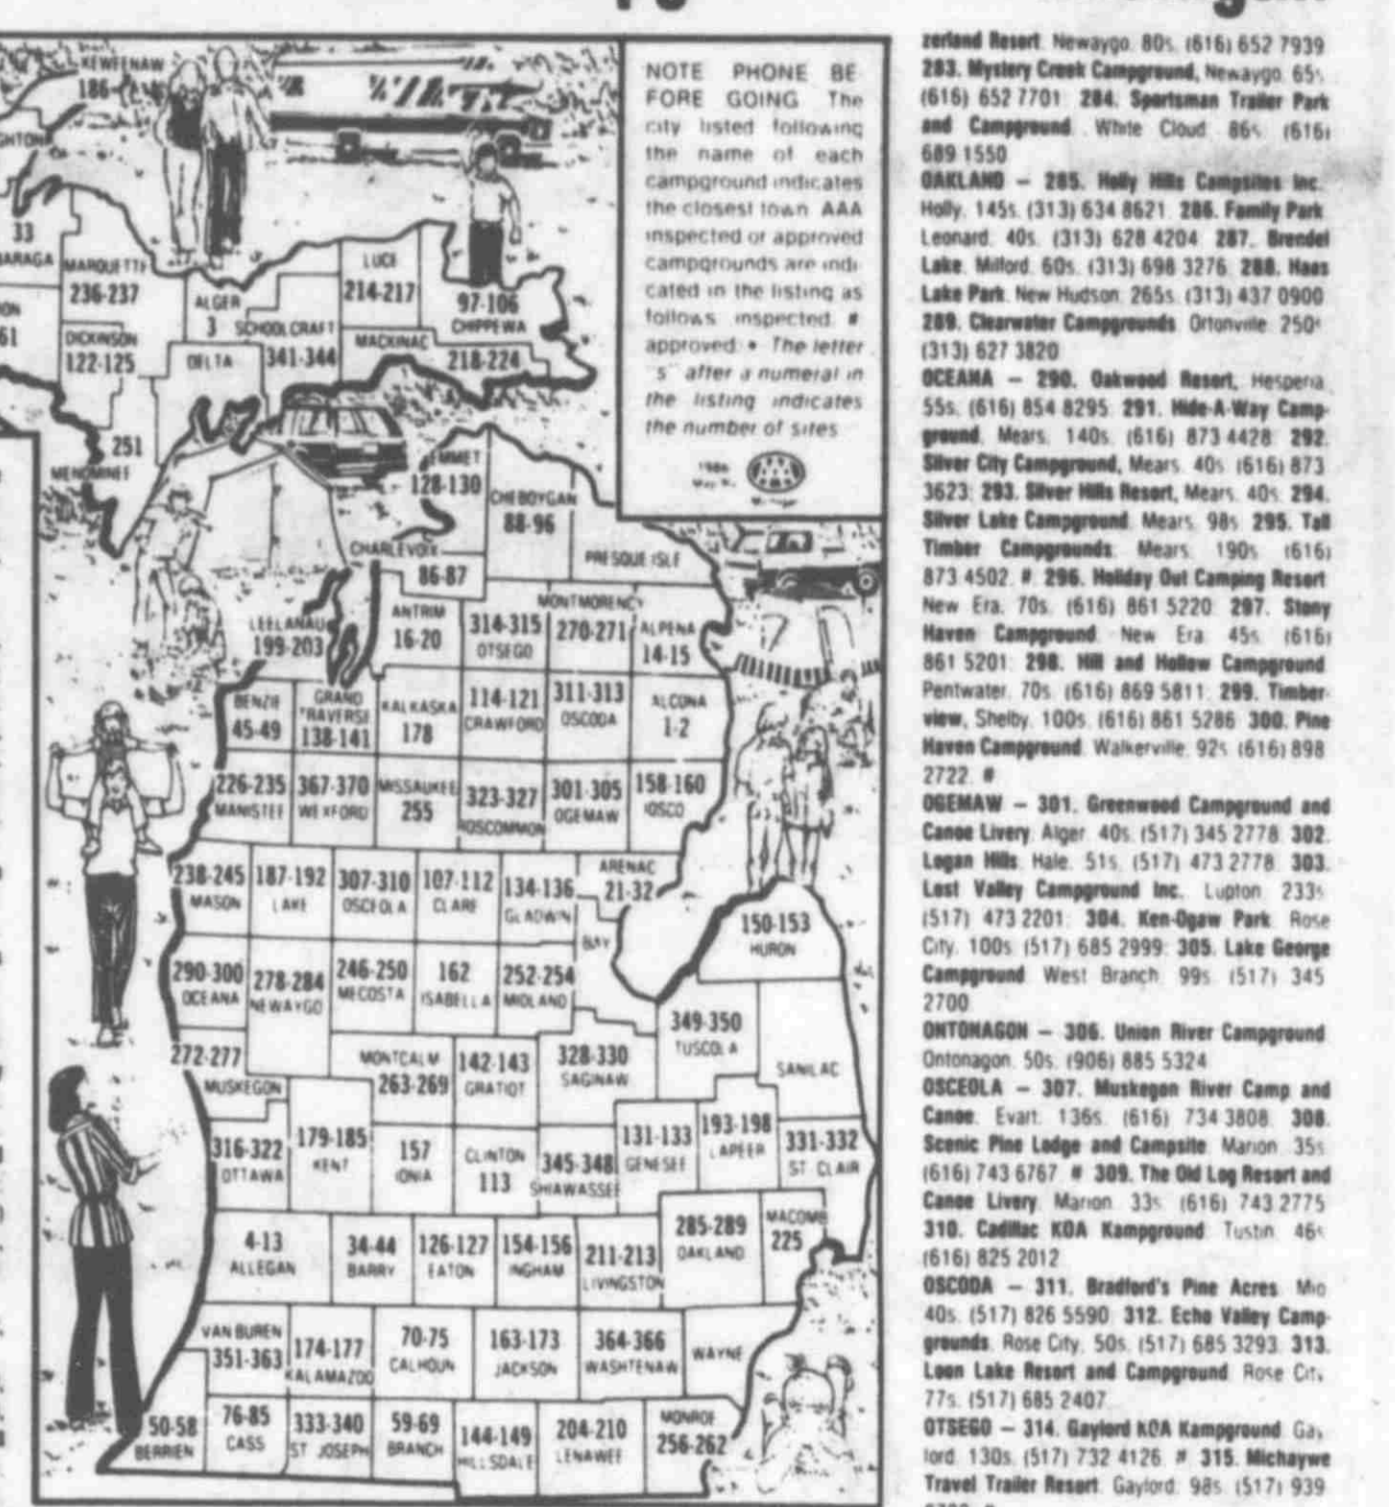 KEWEENAW
186-
GHTON
33
ARAGA
MARQUETTE
236-237
ALGER
3
SCHOOLCRAFT
341-344
LUCE
214-217
97-106
CHIPPEWA
MACKINAC
218-224
ON
61
DICKINSON
122-125
DELTA
251
MENOMINEE
EMMET
128-130
CHEBOYGAN
88-96
PRESQUE ISLE
CHARLEVOIX
86-87
LEELANAU
199-203
ANTRIM
16-20
314-315
OTSEGO
MONTMORENCY
270-271
ALPENA
14-15
BENZIE
45-49
GRAND
TRAVERSE
138-141
KALKASKA
178
114-121
CRAWFORD
311-313
OSCODA
ALCONA
1-2
226-235
MANISTEE
367-370
WEXFORD
MISSAUKEE
255
323-327
ROSCOMMON
301-305
OGEMAW
158-160
IOSCO
238-245
MASON
187-192
LAKE
307-310
OSCEOLA
107-112
CLARE
134-136
GLADWIN
ARENAC
21-32
BAY
150-153
HURON
290-300
OCEANA
278-284
NEWAYGO
246-250
MECOSTA
162
ISABELLA
252-254
MIDLAND
272-277
MUSKEGON
MONTCALM
263-269
142-143
GRATIOT
328-330
SAGINAW
349-350
TUSCOLA
SANILAC
316-322
OTTAWA
179-185
KENT
157
IONIA
CLINTON
113
345-348
SHIAWASSEE
131-133
GENESEE
193-198
LAPEER
331-332
ST CLAIR
4-13
ALLEGAN
34-44
BARRY
126-127
EATON
154-156
INGHAM
211-213
LIVINGSTON
285-289
OAKLAND
MACOMB
225
VAN BUREN
351-363
174-177
KALAMAZOO
70-75
CALHOUN
163-173
JACKSON
364-366
WASHTENAW
WAYNE
50-58
BERRIEN
76-85
CASS
333-340
ST JOSEPH
59-69
BRANCH
144-149
HILLSDALE
204-210
LENAWEE
MONROE
256-262
NOTE PHONE BE-
FORE GOING The
city listed following
the name of each
campground indicates
the closest town AAA
inspected or approved
campgrounds are indi-
cated in the listing as
follows inspected #
approved • The letter
"s" after a numeral in
the listing indicates
the number of sites
1986
zerland Resort. Newaygo. 80s. (616) 652 7939
283. Mystery Creek Campground, Newaygo. 65s
(616) 652 7701. 284. Sportsman Trailer Park
and Campground. White Cloud. 86s. (616)
689 1550
OAKLAND – 285. Holly Hills Campsites Inc.
Holly. 145s. (313) 634 8621. 286. Family Park
Leonard. 40s. (313) 628 4204. 287. Brendel
Lake. Milford. 60s. (313) 698 3276. 288. Haas
Lake Park. New Hudson. 265s. (313) 437 0900
289. Clearwater Campgrounds. Ortonville. 250s
(313) 627 3820
OCEANA – 290. Oakwood Resort, Hesperia.
55s. (616) 854 8295. 291. Hide-A-Way Camp-
ground, Mears. 140s. (616) 873 4428. 292.
Silver City Campground, Mears. 40s. (616) 873
3623; 293. Silver Hills Resort, Mears. 40s. 294.
Silver Lake Campground. Mears. 98s. 295. Tall
Timber Campgrounds. Mears. 190s. (616)
873 4502. # 296. Holiday Out Camping Resort
New Era. 70s. (616) 861 5220. 297. Stony
Haven Campground. New Era. 45s. (616)
861 5201; 298. Hill and Hollow Campground
Pentwater. 70s. (616) 869 5811; 299. Timber-
view, Shelby. 100s. (616) 861 5286. 300. Pine
Haven Campground. Walkerville. 92s. (616) 898
2722. #
OGEMAW – 301. Greenwood Campground and
Canoe Livery. Alger. 40s. (517) 345 2778. 302.
Logan Hills. Hale. 51s. (517) 473 2778. 303.
Lost Valley Campground Inc. Lupton. 233s
(517) 473 2201; 304. Ken-Ogaw Park. Rose
City. 100s. (517) 685 2999; 305. Lake George
Campground. West Branch. 99s. (517) 345
2700
ONTONAGON – 306. Union River Campground
Ontonagon. 50s. (906) 885 5324
OSCEOLA – 307. Muskegon River Camp and
Canoe. Evart. 136s. (616) 734 3808. 308.
Scenic Pine Lodge and Campsite. Marion. 35s
(616) 743 6767. # 309. The Old Log Resort and
Canoe Livery. Marion. 33s. (616) 743 2775
310. Cadillac KOA Kampground. Tustin. 46s
(616) 825 2012
OSCODA – 311. Bradford's Pine Acres. Mio
40s. (517) 826 5590. 312. Echo Valley Camp-
grounds. Rose City. 50s. (517) 685 3293. 313.
Loon Lake Resort and Campground. Rose City
77s. (517) 685 2407
OTSEGO – 314. Gaylord KOA Kampground. Gay-
lord. 130s. (517) 732 4126. # 315. Michaywe
Travel Trailer Resort. Gaylord. 98s. (517) 939